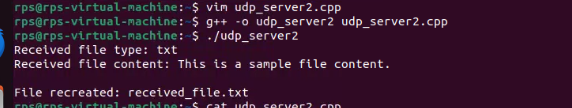 rps@rps-virtual-machine:~$ vim udp_server2.cpp
rps@rps-virtual-machine:~$ g++ -o udp_server2 udp_server2.cpp
rps@rps-virtual-machine:~$ ./udp_server2
Received file type: txt
Received file content: This is a sample file content.
File recreated: received_file.txt
rps@rps-virtual-machine:~$ cat udp_server2.cpp